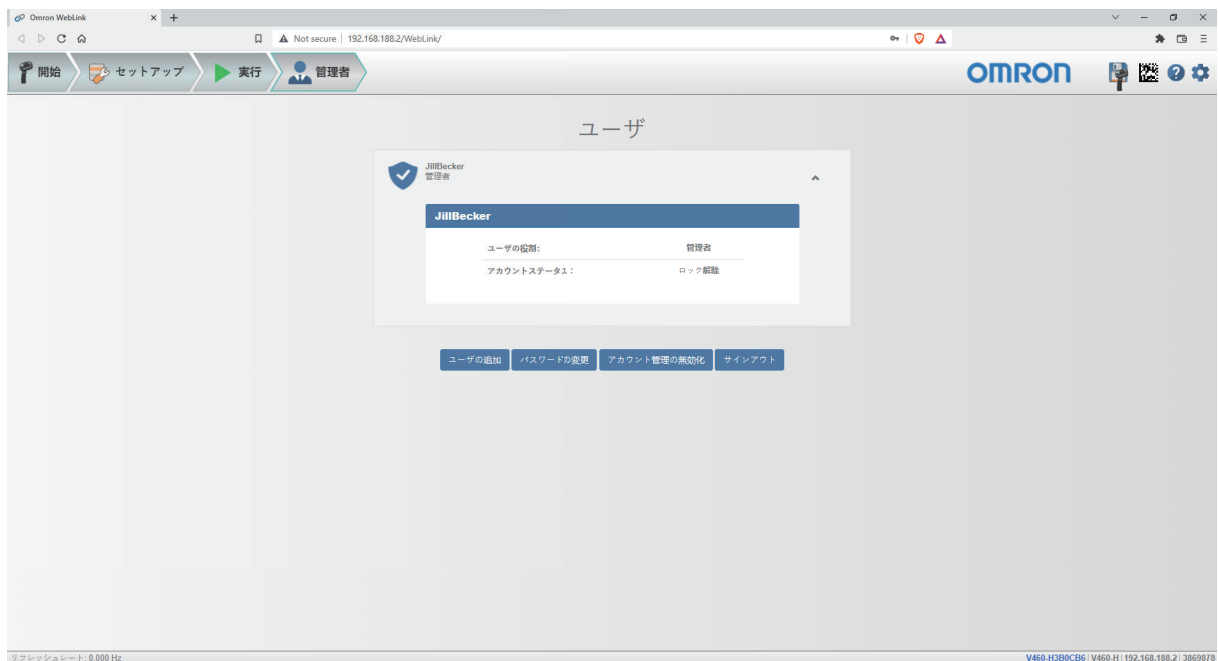 Omron WebLink
Not secure | 192.168.188.2/WebLink/
開始 セットアップ 実行 管理者 OMRON
ユーザ
JillBecker
管理者
JillBecker
ユーザの役割: 管理者
アカウントステータス: ロック解除
ユーザの追加 パスワードの変更 アカウント管理の無効化 サインアウト
リフレッシュレート: 0.000 Hz V460-H3B0CB6 | V460-H | 192.168.188.2 | 3869878